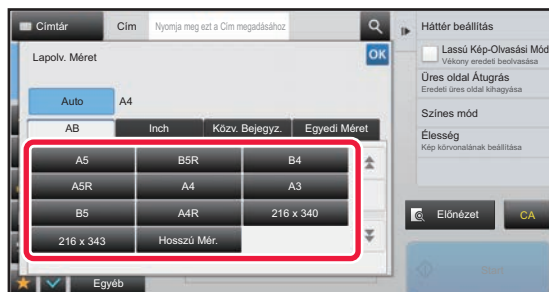 Címtár
Cím
Nyomja meg ezt a Cím megadásához
Lapolv. Méret
OK
Auto
A4
AB
Inch
Közv. Bejegyz.
Egyedi Méret
A5
B5R
B4
A5R
A4
A3
B5
A4R
216 x 340
216 x 343
Hosszú Mér.
Egyéb
Háttér beállítás
Lassú Kép-Olvasási Mód
Vékony eredeti beolvasása
Üres oldal Átugrás
Eredeti üres oldal kihagyása
Színes mód
Élesség
Kép körvonalának beállítása
Előnézet
CA
Start